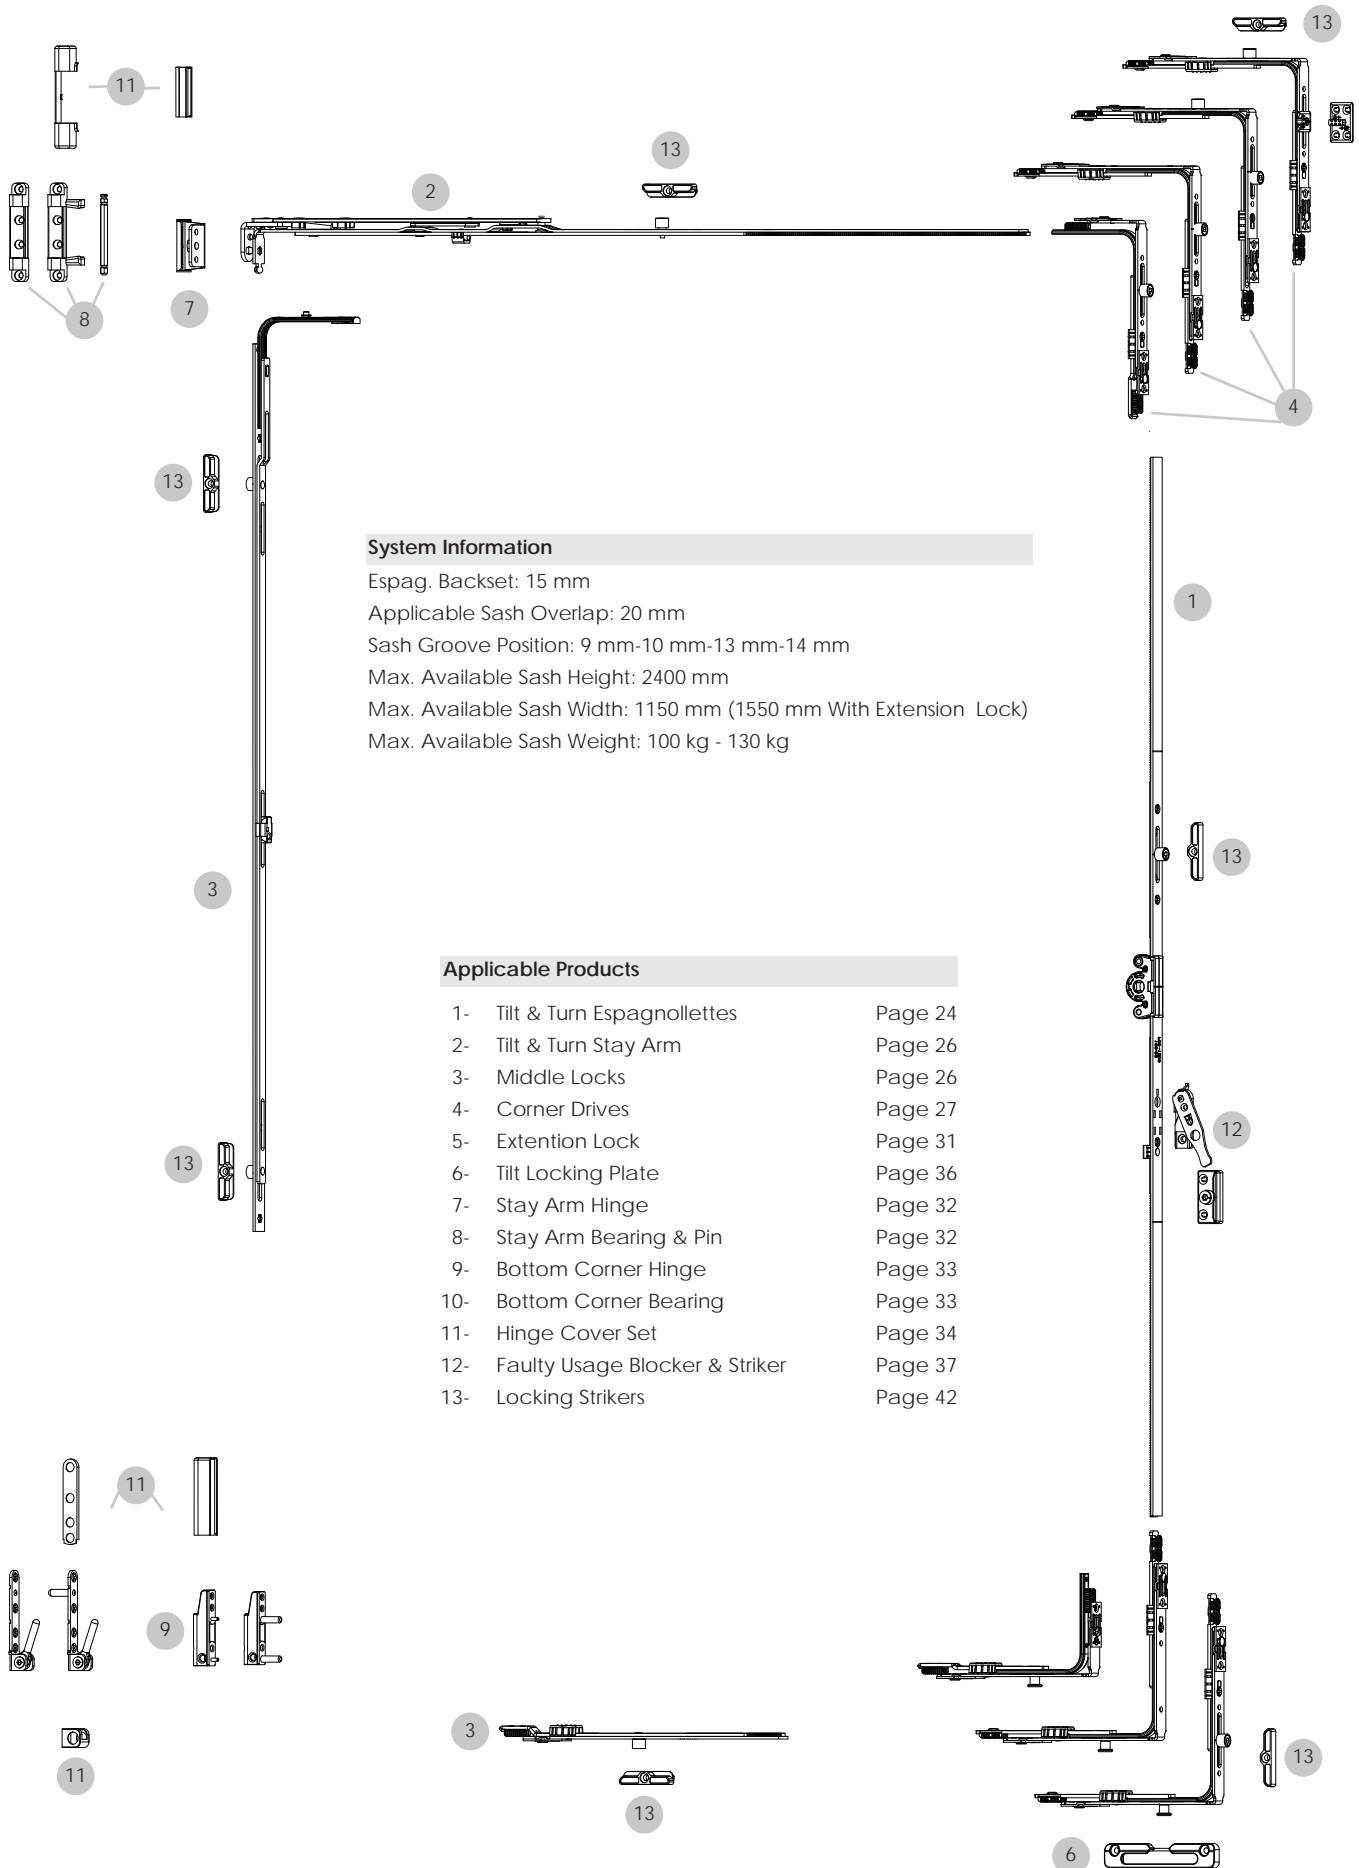 13
11
13
2
7
8
4
13
System Information
Espag. Backset: 15 mm
1
Applicable Sash Overlap: 20 mm
Sash Groove Position: 9 mm-10 mm-13 mm-14 mm
Max. Available Sash Height: 2400 mm
Max. Available Sash Width: 1150 mm (1550 mm With Extension Lock)
Max. Available Sash Weight: 100 kg - 130 kg
13
3
Applicable Products
1- Tilt & Turn Espagnollettes Page 24
2- Tilt & Turn Stay Arm Page 26
3- Middle Locks Page 26
4- Corner Drives Page 27
12
5- Extention Lock Page 31
13
6- Tilt Locking Plate Page 36
7- Stay Arm Hinge Page 32
8- Stay Arm Bearing & Pin Page 32
9- Bottom Corner Hinge Page 33
10- Bottom Corner Bearing Page 33
11- Hinge Cover Set Page 34
12- Faulty Usage Blocker & Striker Page 37
13- Locking Strikers Page 42
11
9
3
13
11
13
6